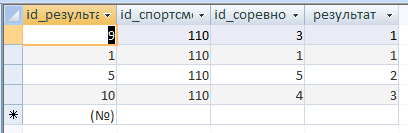 id_результа id_спортсм id_соревно результат
9 110 3 1
1 110 1 1
5 110 5 2
10 110 4 3
(№)